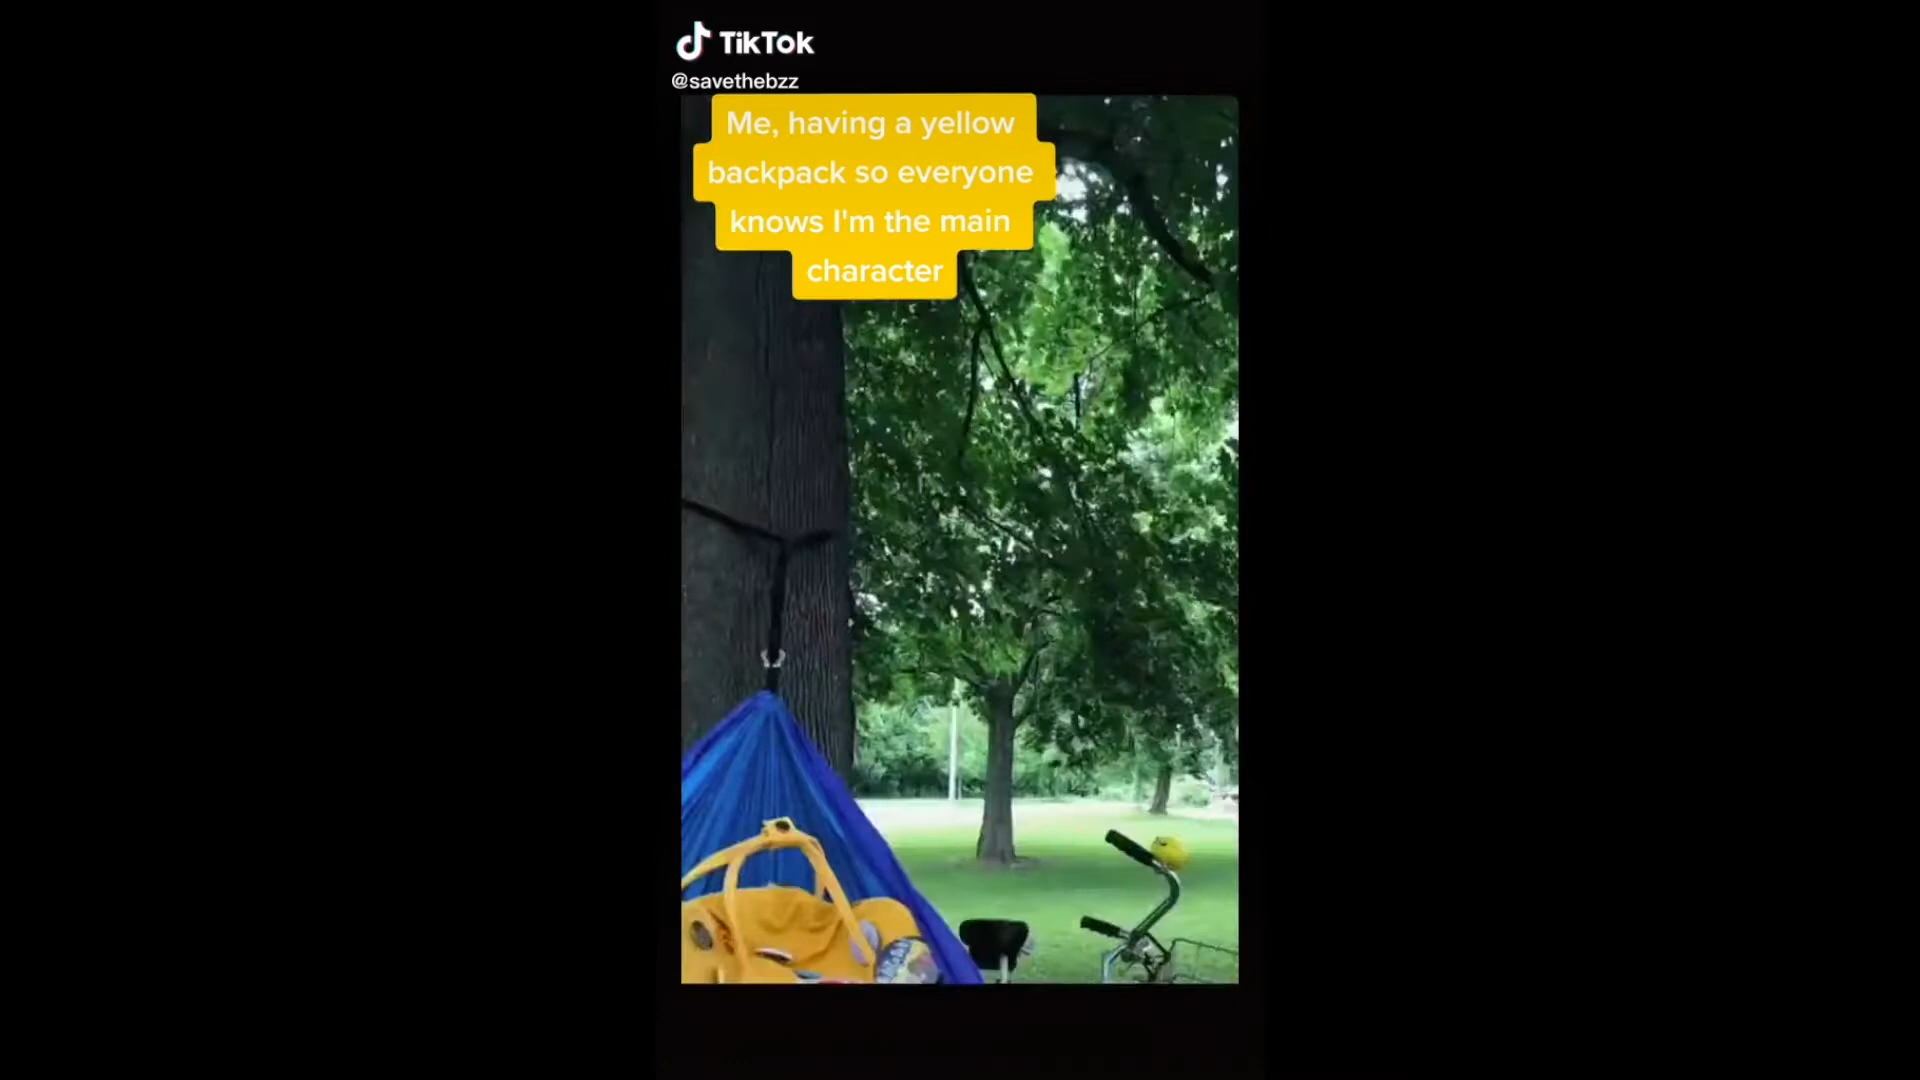 TikTok
@savethebzz
Me, having a yellow
backpack so everyone
knows I'm the main
character